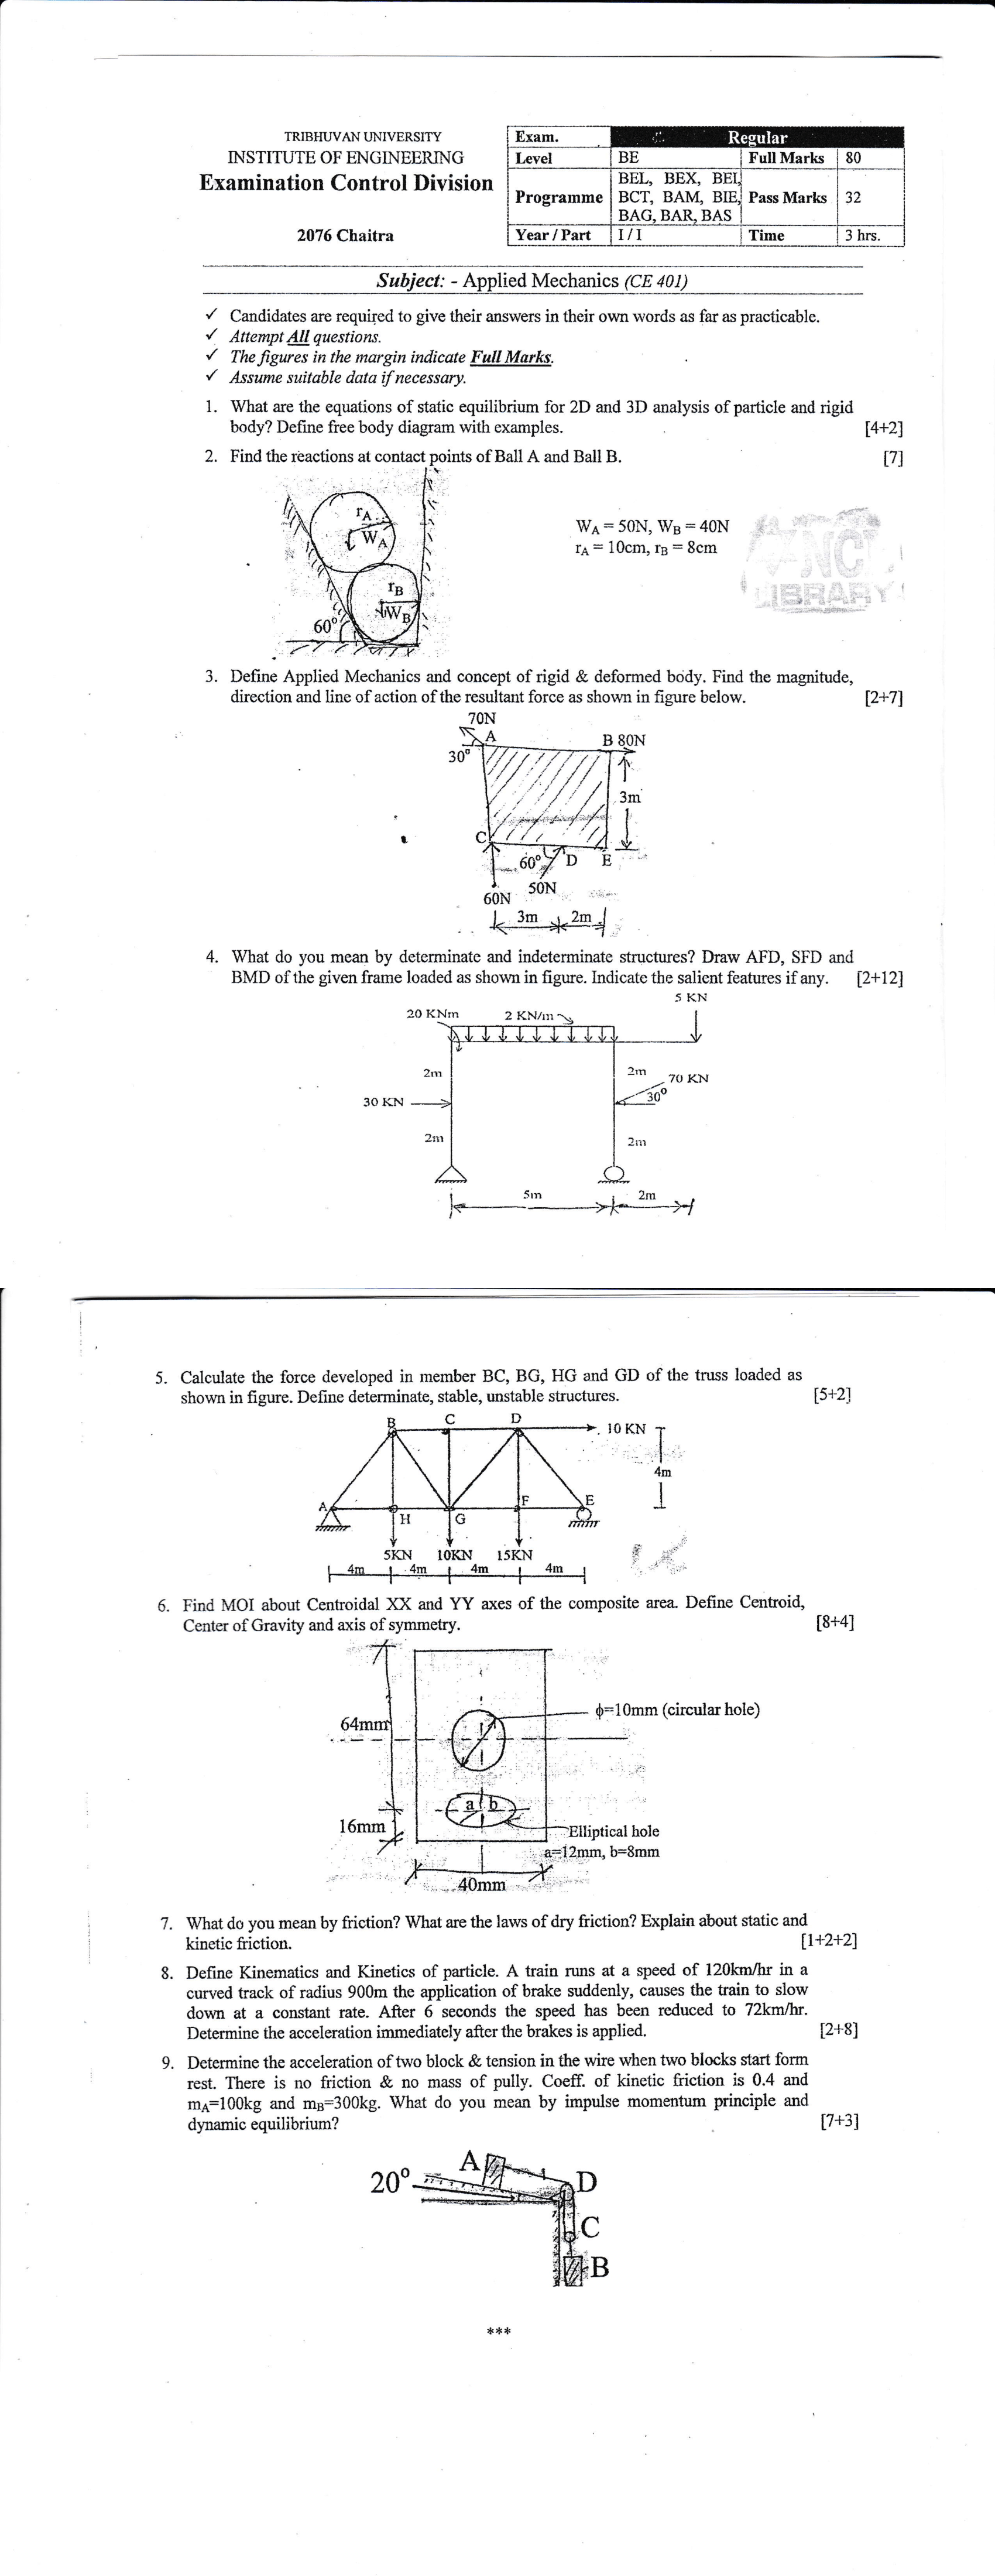 TRIBHUVAN UNIVERSITY
INSTITUTE OF ENGINEERING
Examination Control Division
2076 Chaitra
Exam. Regular
Level BE Full Marks 80
Programme BEL, BEX, BEI, BCT, BAM, BIE, BAG, BAR, BAS Pass Marks 32
Year / Part I / I Time 3 hrs.
Subject: - Applied Mechanics (CE 401)
✓ Candidates are required to give their answers in their own words as far as practicable.
✓ Attempt All questions.
✓ The figures in the margin indicate Full Marks.
✓ Assume suitable data if necessary.
1. What are the equations of static equilibrium for 2D and 3D analysis of particle and rigid
body? Define free body diagram with examples. [4+2]
2. Find the reactions at contact points of Ball A and Ball B. [7]
rA
WA
rB
WB
60°
WA = 50N, WB = 40N
rA = 10cm, rB = 8cm
NCE
LIBRARY
3. Define Applied Mechanics and concept of rigid & deformed body. Find the magnitude,
direction and line of action of the resultant force as shown in figure below. [2+7]
70N
A
B 80N
30°
3m
C
60° D E
50N
60N
3m 2m
4. What do you mean by determinate and indeterminate structures? Draw AFD, SFD and
BMD of the given frame loaded as shown in figure. Indicate the salient features if any. [2+12]
5 KN
20 KNm 2 KN/m
2m 2m 70 KN
30 KN 30°
2m 2m
5m 2m
5. Calculate the force developed in member BC, BG, HG and GD of the truss loaded as
shown in figure. Define determinate, stable, unstable structures. [5+2]
B C D 10 KN
4m
A H G F E
5KN 10KN 15KN
4m 4m 4m 4m
6. Find MOI about Centroidal XX and YY axes of the composite area. Define Centroid,
Center of Gravity and axis of symmetry. [8+4]
ϕ=10mm (circular hole)
64mm
a b
16mm
Elliptical hole
a=12mm, b=8mm
40mm
7. What do you mean by friction? What are the laws of dry friction? Explain about static and
kinetic friction. [1+2+2]
8. Define Kinematics and Kinetics of particle. A train runs at a speed of 120km/hr in a
curved track of radius 900m the application of brake suddenly, causes the train to slow
down at a constant rate. After 6 seconds the speed has been reduced to 72km/hr.
Determine the acceleration immediately after the brakes is applied. [2+8]
9. Determine the acceleration of two block & tension in the wire when two blocks start form
rest. There is no friction & no mass of pully. Coeff. of kinetic friction is 0.4 and
mA=100kg and mB=300kg. What do you mean by impulse momentum principle and
dynamic equilibrium? [7+3]
A
20°
D
C
B
***